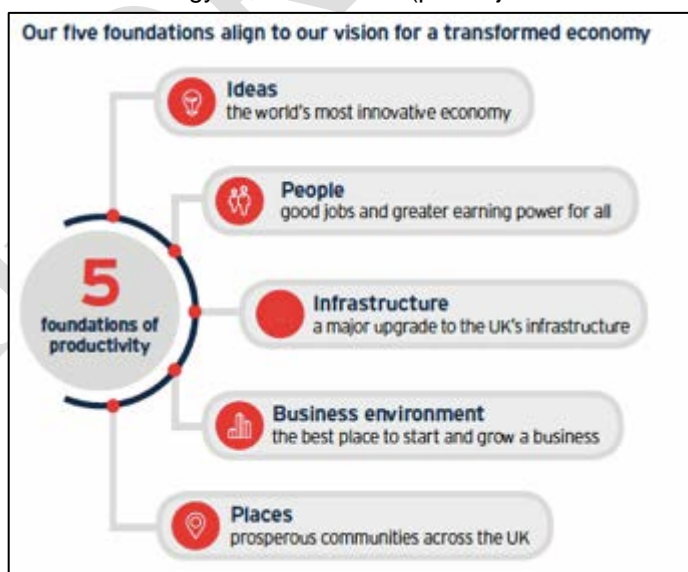 Our five foundations align to our vision for a transformed economy
Ideas
the world's most innovative economy
People
good jobs and greater earning power for all
5
foundations of
productivity
Infrastructure
a major upgrade to the UK's infrastructure
Business environment
the best place to start and grow a business
Places
prosperous communities across the UK